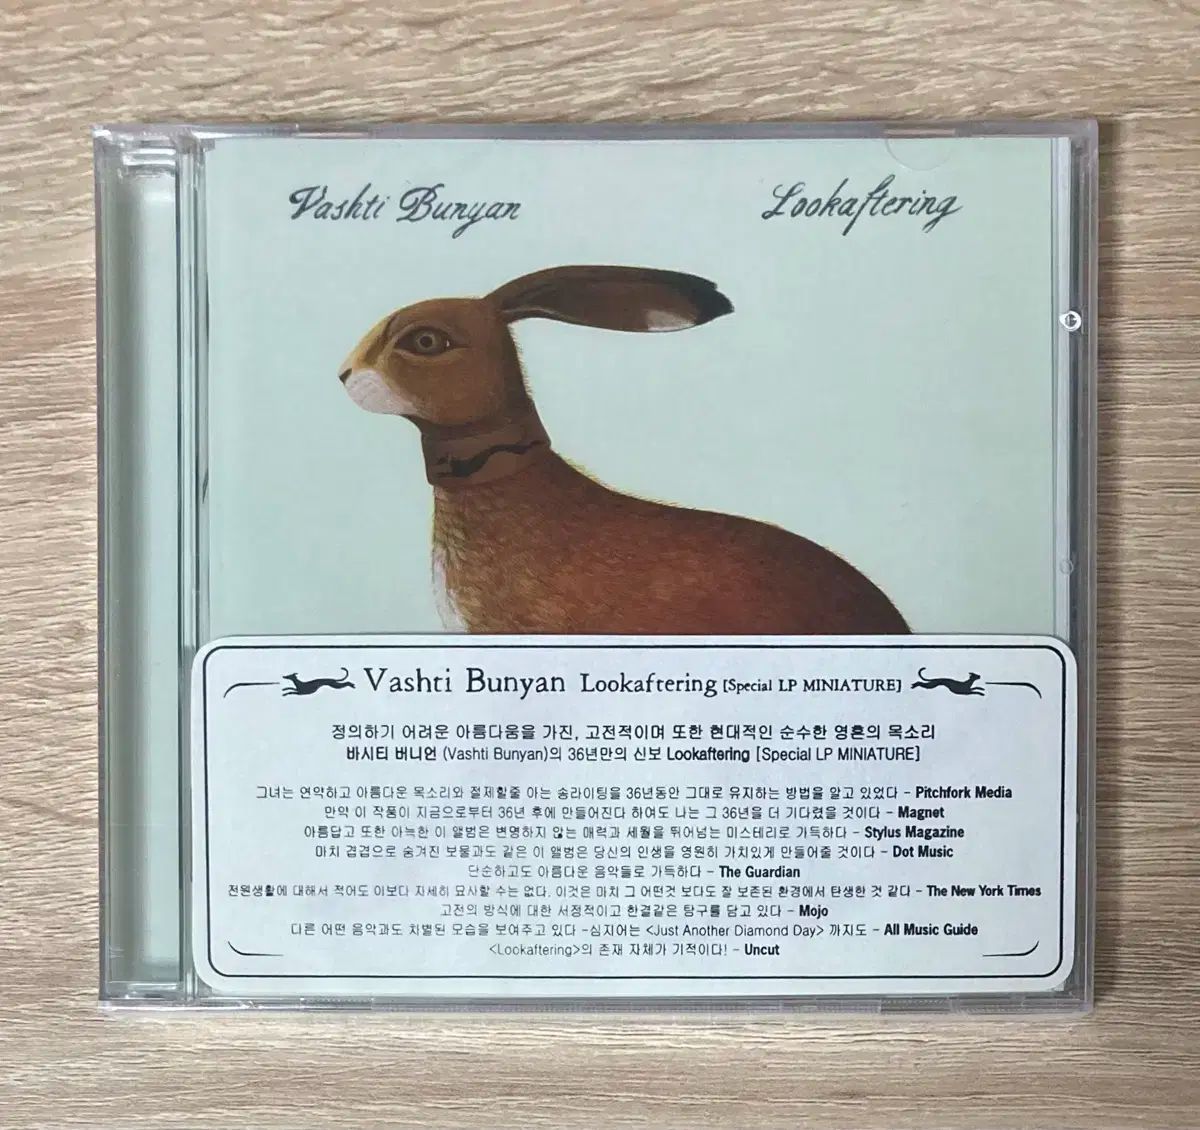 Vashti Bunyan Lookaftering
Vashti Bunyan Lookaftering [Special LP MINIATURE]
정의하기 어려운 아름다움을 가진, 고전적이며 또한 현대적인 순수한 영혼의 목소리
바시티 버니언 (Vashti Bunyan)의 36년만의 신보 Lookaftering [Special LP MINIATURE]
그녀는 연약하고 아름다운 목소리와 절제할줄 아는 송라이팅을 36년동안 그대로 유지하는 방법을 알고 있었다 - Pitchfork Media
만약 이 작품이 지금으로부터 36년 후에 만들어진다 하여도 나는 그 36년을 더 기다렸을 것이다 - Magnet
아름답고 또한 아늑한 이 앨범은 변명하지 않는 매력과 세월을 뛰어넘는 미스테리로 가득하다 - Stylus Magazine
마치 겹겹으로 숨겨진 보물과도 같은 이 앨범은 당신의 인생을 영원히 가치있게 만들어줄 것이다 - Dot Music
단순하고도 아름다운 음악들로 가득하다 - The Guardian
전원생활에 대해서 적어도 이보다 자세히 묘사할 수는 없다. 이것은 마치 그 어떤것 보다도 잘 보존된 환경에서 탄생한 것 같다 - The New York Times
고전의 방식에 대한 서정적이고 한결같은 탐구를 담고 있다 - Mojo
다른 어떤 음악과도 차별된 모습을 보여주고 있다 -심지어는 <Just Another Diamond Day> 까지도 - All Music Guide
<Lookaftering>의 존재 자체가 기적이다! - Uncut